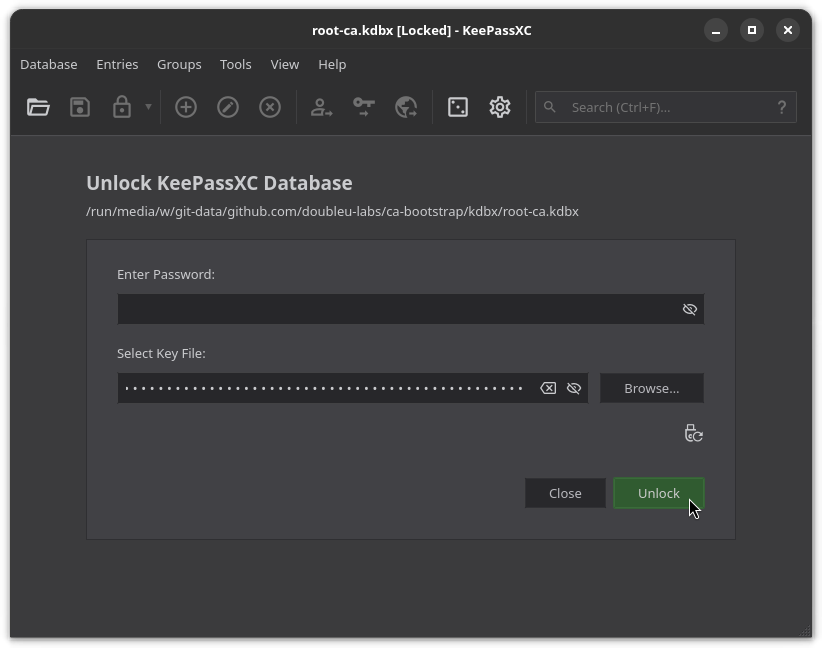 root-ca.kdbx [Locked] - KeePassXC
Database Entries Groups Tools View Help
Search (Ctrl+F)... ?
Unlock KeePassXC Database
/run/media/w/git-data/github.com/doubleu-labs/ca-bootstrap/kdbx/root-ca.kdbx
Enter Password:
Select Key File:
Browse...
Close Unlock